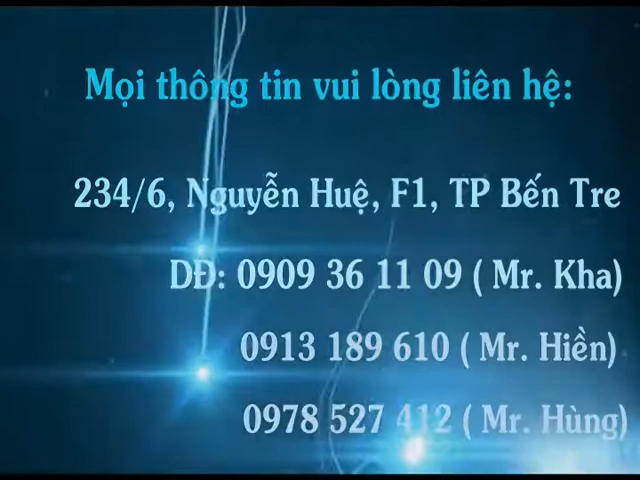 Mọi thông tin vui lòng liên hệ:
234/6, Nguyễn Huệ, F1, TP Bến Tre
DĐ: 0909 36 11 09 ( Mr. Kha)
0913 189 610 ( Mr. Hiền)
0978 527 412 ( Mr. Hùng)